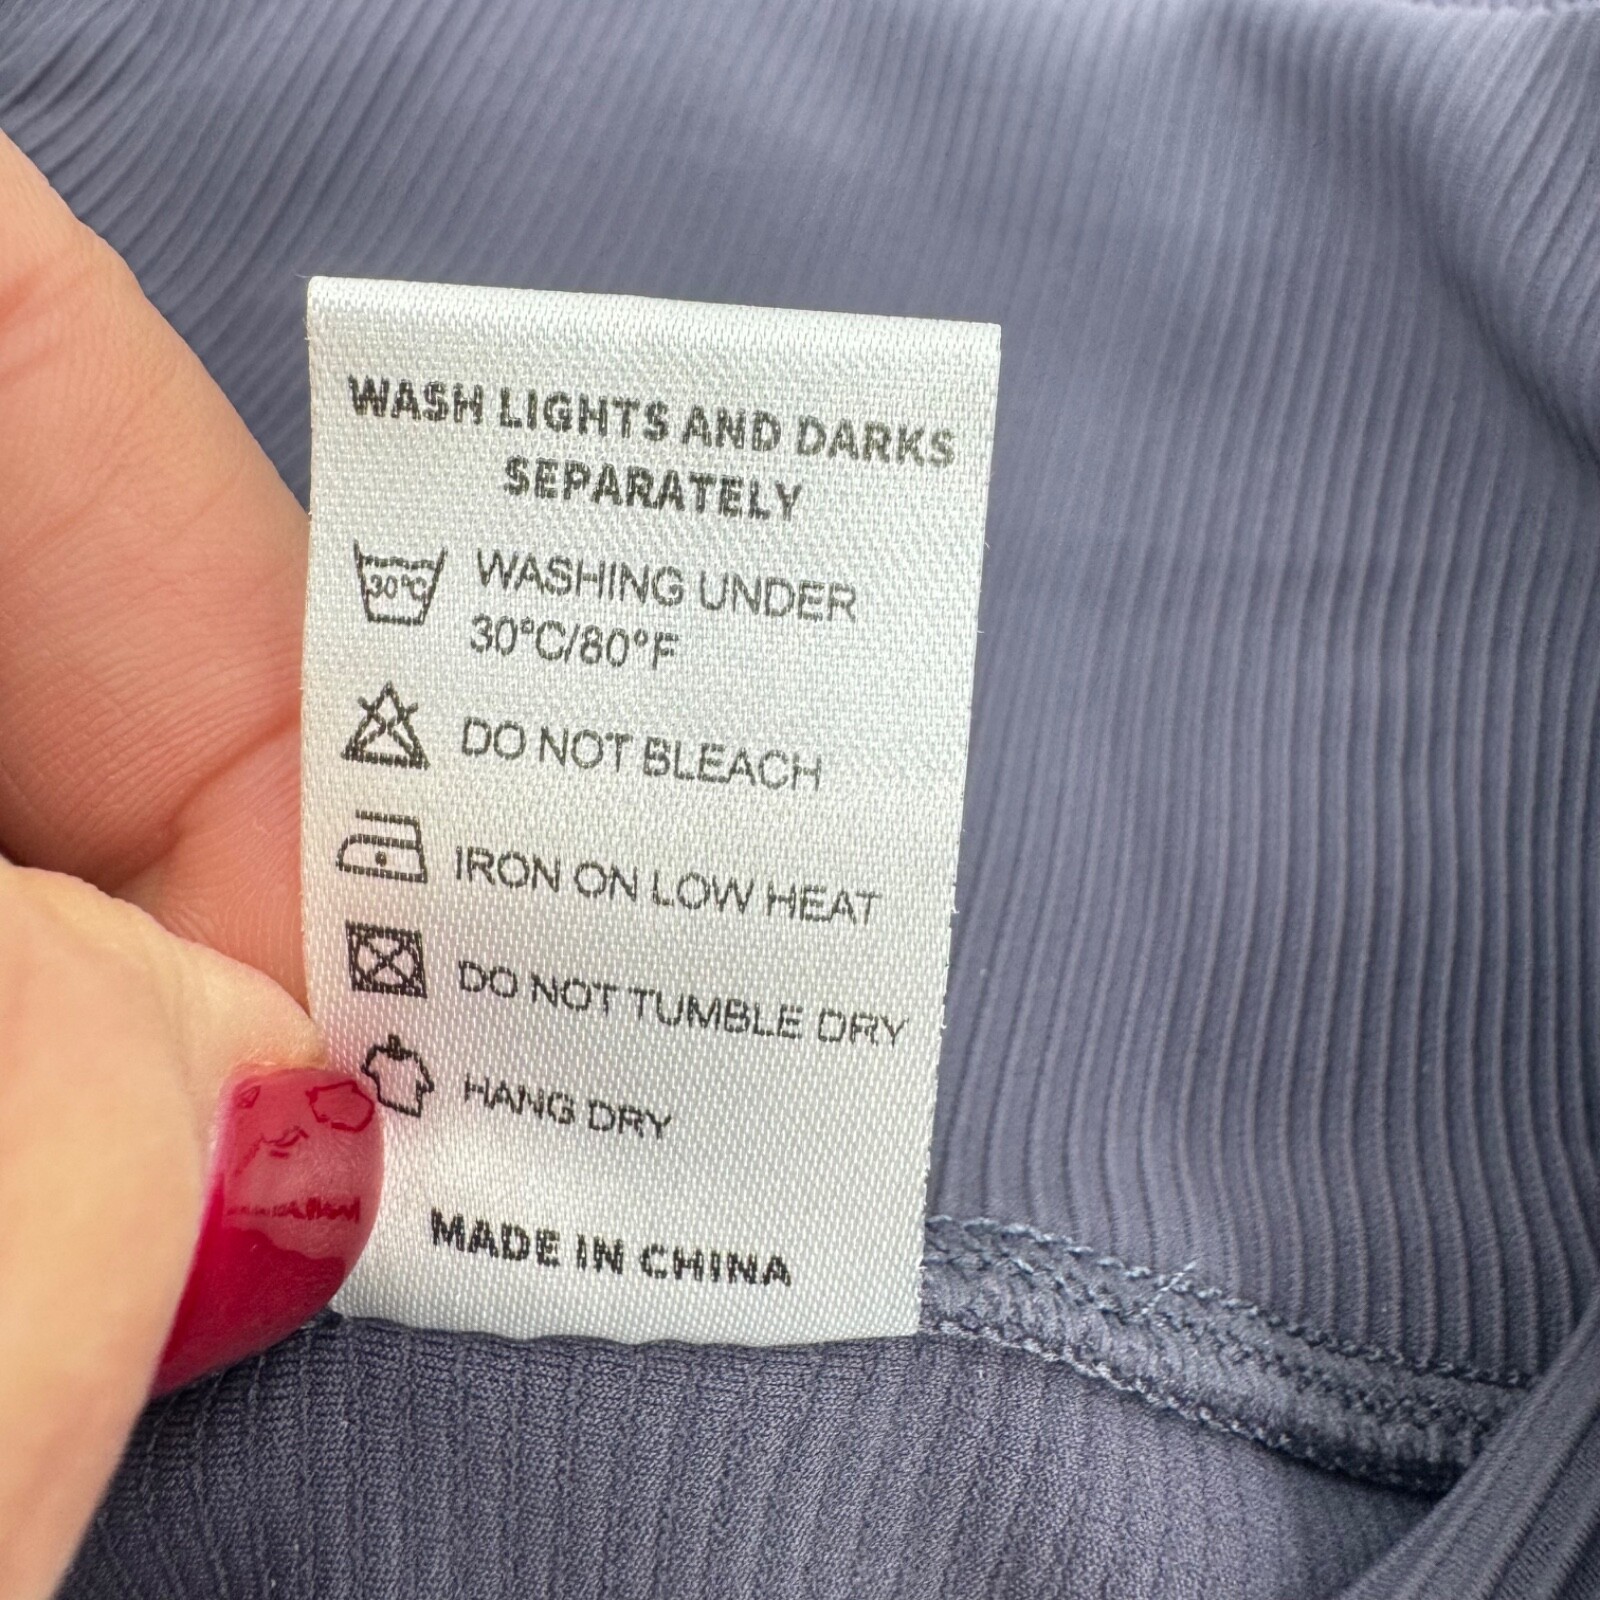 WASH LIGHTS AND DARKS
SEPARATELY
30°C
WASHING UNDER
30°C/80°F
DO NOT BLEACH
IRON ON LOW HEAT
DO NOT TUMBLE DRY
HANG DRY
MADE IN CHINA